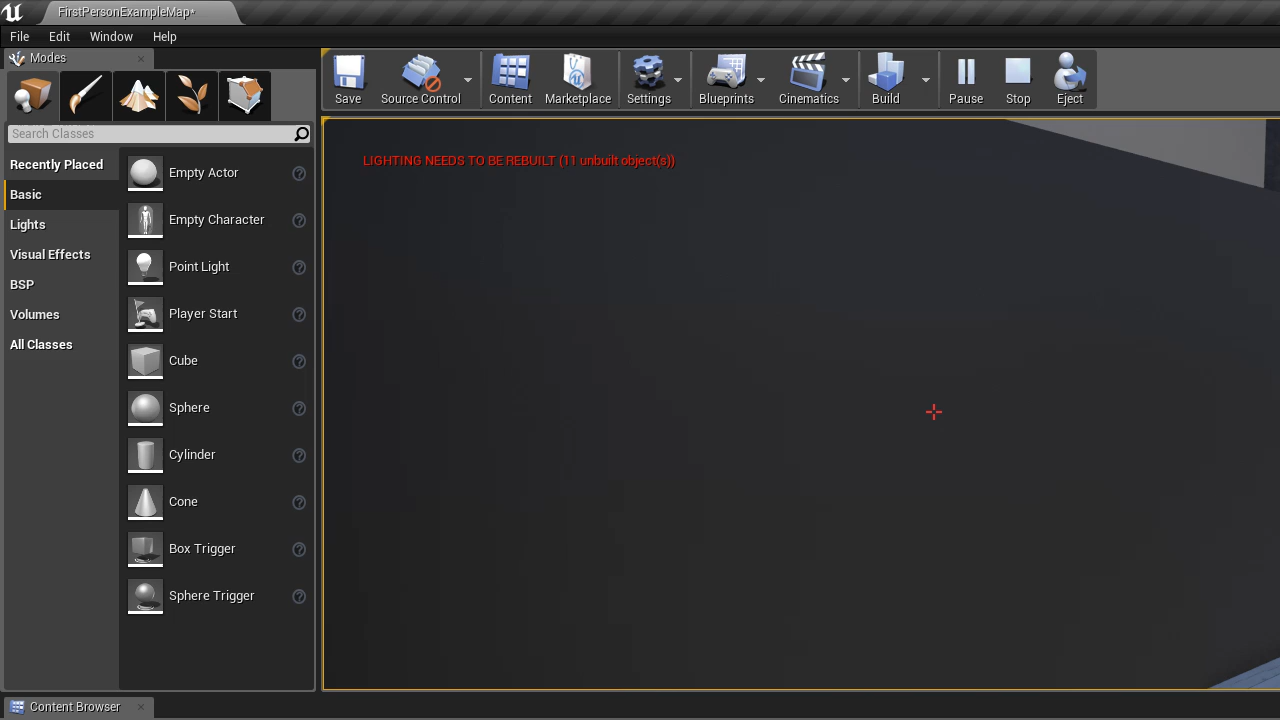 FirstPersonExampleMap*
File Edit Window Help
Modes
Save Source Control Content Marketplace Settings Blueprints Cinematics Build Pause Stop Eject
Search Classes
LIGHTING NEEDS TO BE REBUILT (11 unbuilt object(s))
Recently Placed
Basic
Lights
Visual Effects
BSP
Volumes
All Classes
Empty Actor
Empty Character
Point Light
Player Start
Cube
Sphere
Cylinder
Cone
Box Trigger
Sphere Trigger
Content Browser